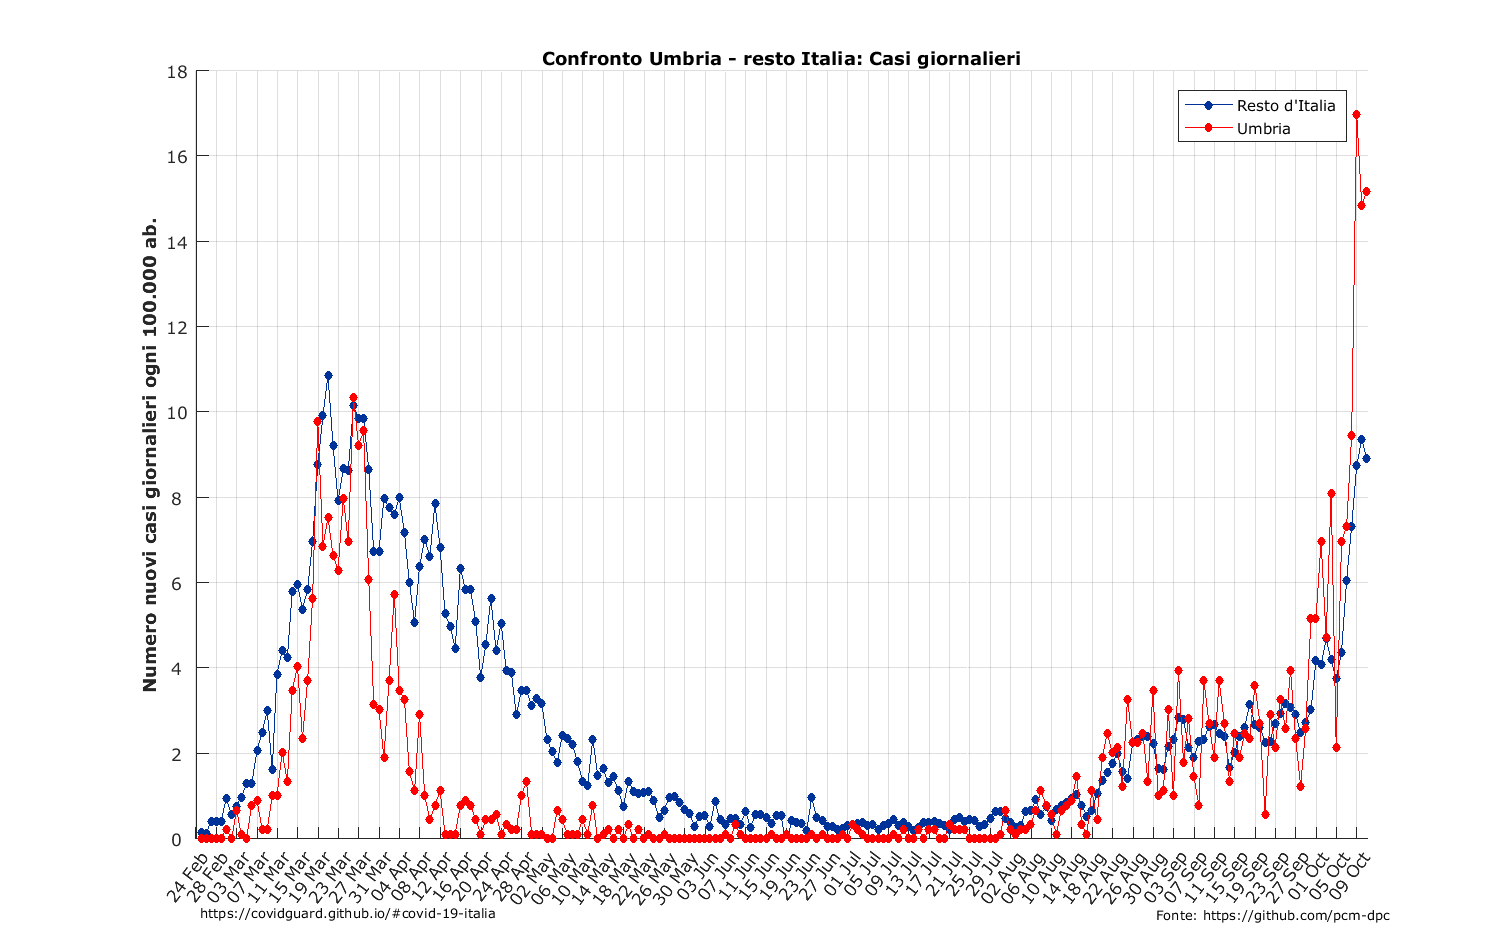 Confronto Umbria - resto Italia: Casi giornalieri
Numero nuovi casi giornalieri ogni 100.000 ab.
18
16
14
12
10
8
6
4
2
0
Resto d'Italia
Umbria
24 Feb
28 Feb
03 Mar
07 Mar
11 Mar
15 Mar
19 Mar
23 Mar
27 Mar
31 Mar
04 Apr
08 Apr
12 Apr
16 Apr
20 Apr
24 Apr
28 Apr
02 May
06 May
10 May
14 May
18 May
22 May
26 May
30 May
03 Jun
07 Jun
11 Jun
15 Jun
19 Jun
23 Jun
27 Jun
01 Jul
05 Jul
09 Jul
13 Jul
17 Jul
21 Jul
25 Jul
29 Jul
02 Aug
06 Aug
10 Aug
14 Aug
18 Aug
22 Aug
26 Aug
30 Aug
03 Sep
07 Sep
11 Sep
15 Sep
19 Sep
23 Sep
27 Sep
01 Oct
05 Oct
09 Oct
https://covidguard.github.io/#covid-19-italia
Fonte: https://github.com/pcm-dpc